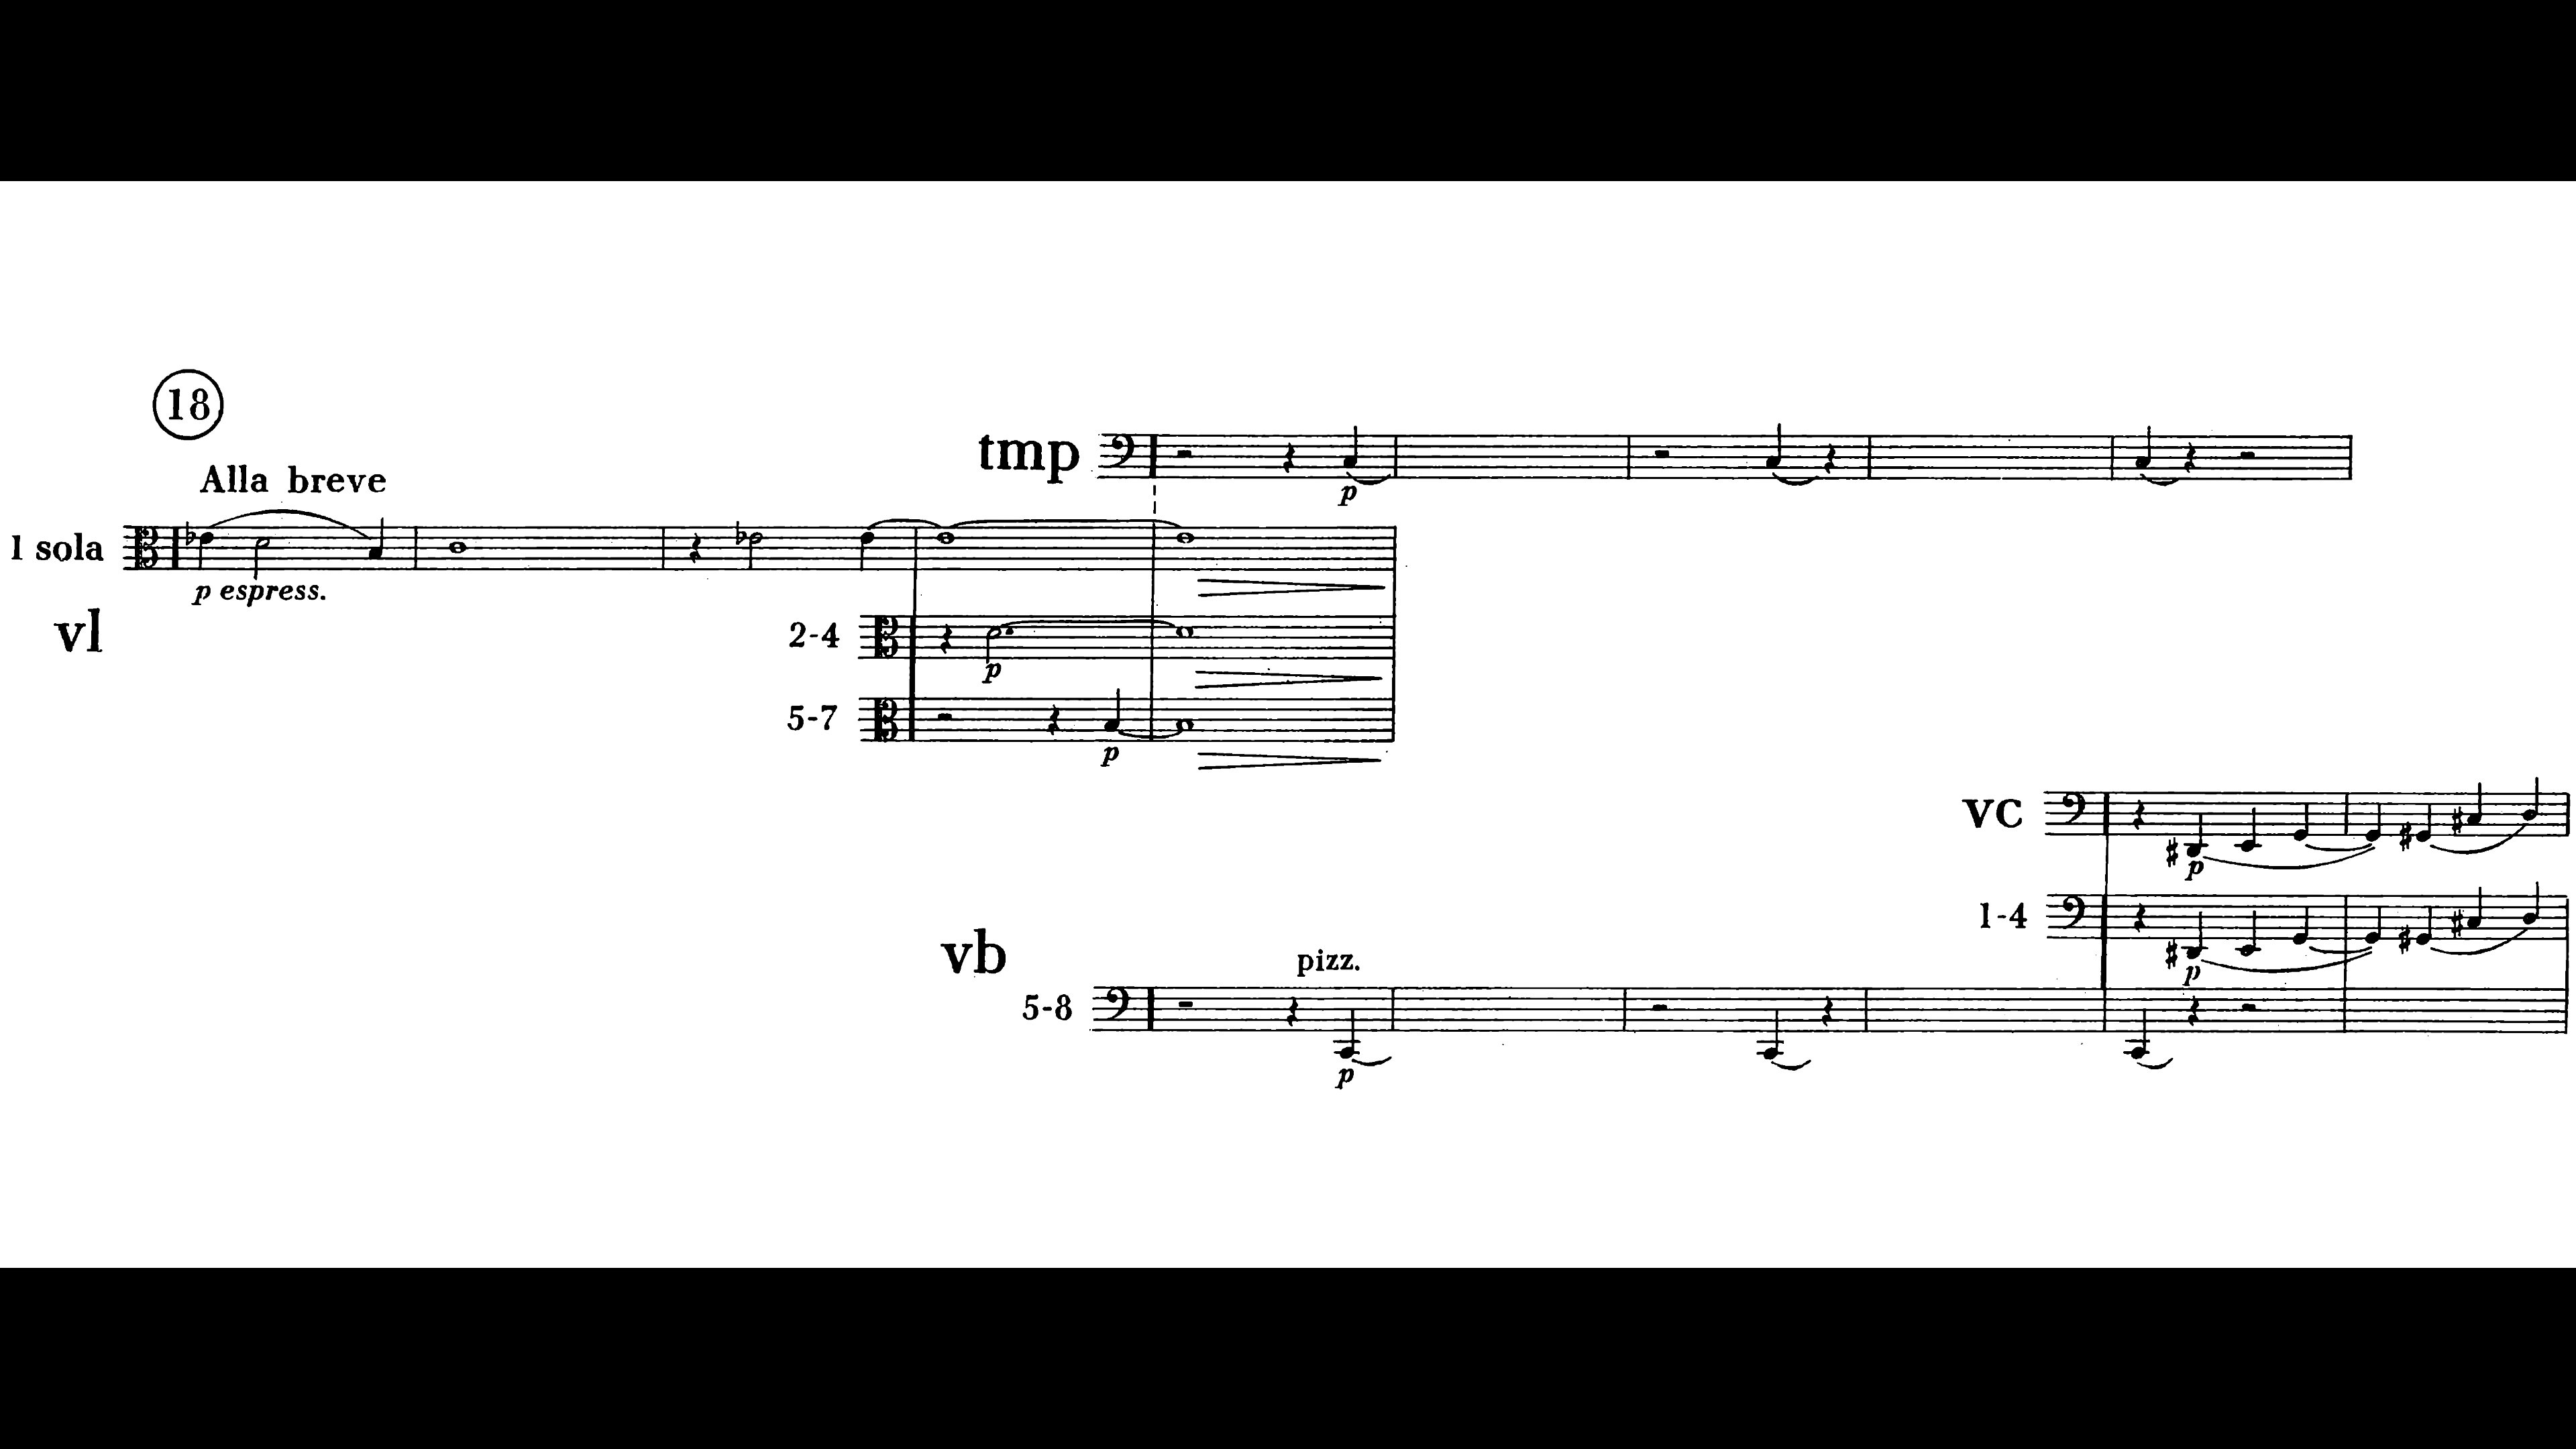 18
Alla breve
tmp
p
1 sola
p espress.
vl
2-4
p
5-7
p
vc
p
1-4
p
vb
pizz.
5-8
p